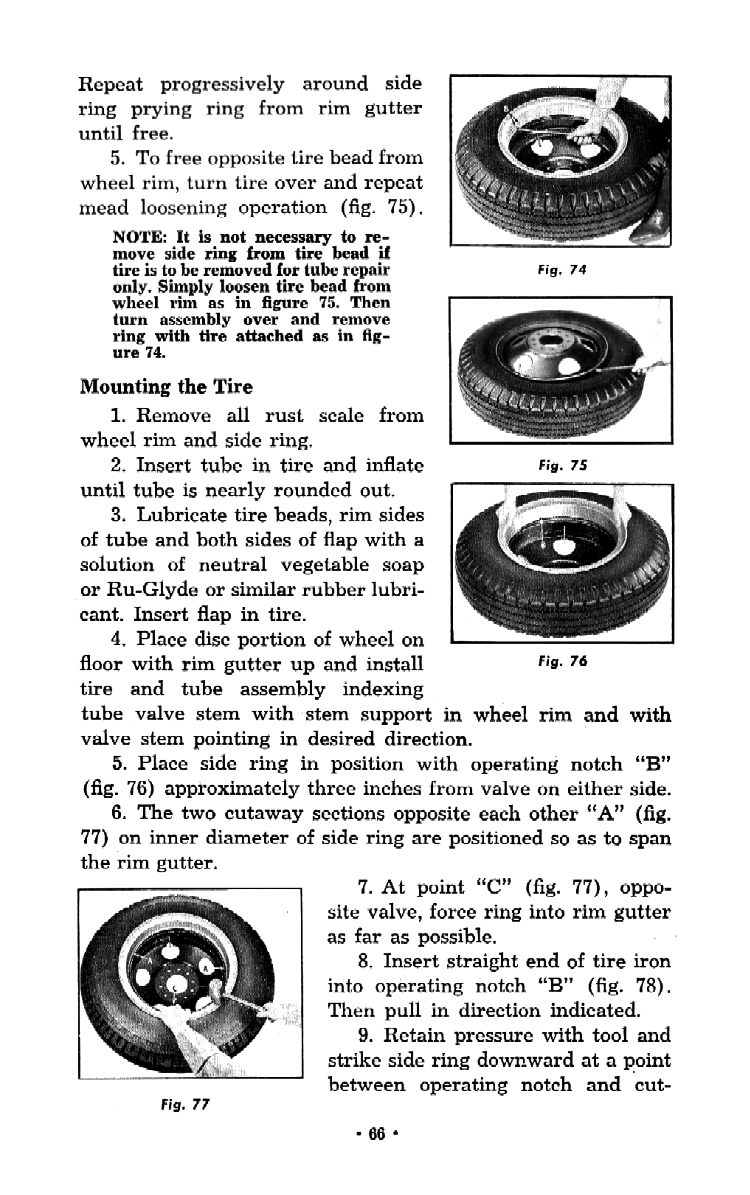 Repeat progressively around side
ring prying ring from rim gutter
until free.
5. To free opposite tire bead from
wheel rim, turn tire over and repeat
mead loosening operation (fig. 75).
NOTE: It is not necessary to re-
move side ring from tire bead if
tire is to be removed for tube repair
only. Simply loosen tire bead from
wheel rim as in figure 75. Then
turn assembly over and remove
ring with tire attached as in fig-
ure 74.
Fig. 74
Mounting the Tire
1. Remove all rust scale from
wheel rim and side ring.
2. Insert tube in tire and inflate
until tube is nearly rounded out.
Fig. 75
3. Lubricate tire beads, rim sides
of tube and both sides of flap with a
solution of neutral vegetable soap
or Ru-Glyde or similar rubber lubri-
cant. Insert flap in tire.
4. Place disc portion of wheel on
floor with rim gutter up and install
tire and tube assembly indexing
Fig. 76
tube valve stem with stem support in wheel rim and with
valve stem pointing in desired direction.
5. Place side ring in position with operating notch "B"
(fig. 76) approximately three inches from valve on either side.
6. The two cutaway sections opposite each other "A" (fig.
77) on inner diameter of side ring are positioned so as to span
the rim gutter.
7. At point "C" (fig. 77), oppo-
site valve, force ring into rim gutter
as far as possible.
8. Insert straight end of tire iron
into operating notch "B" (fig. 78).
Then pull in direction indicated.
9. Retain pressure with tool and
strike side ring downward at a point
between operating notch and cut-
A
A
C
Fig. 77
• 66 •